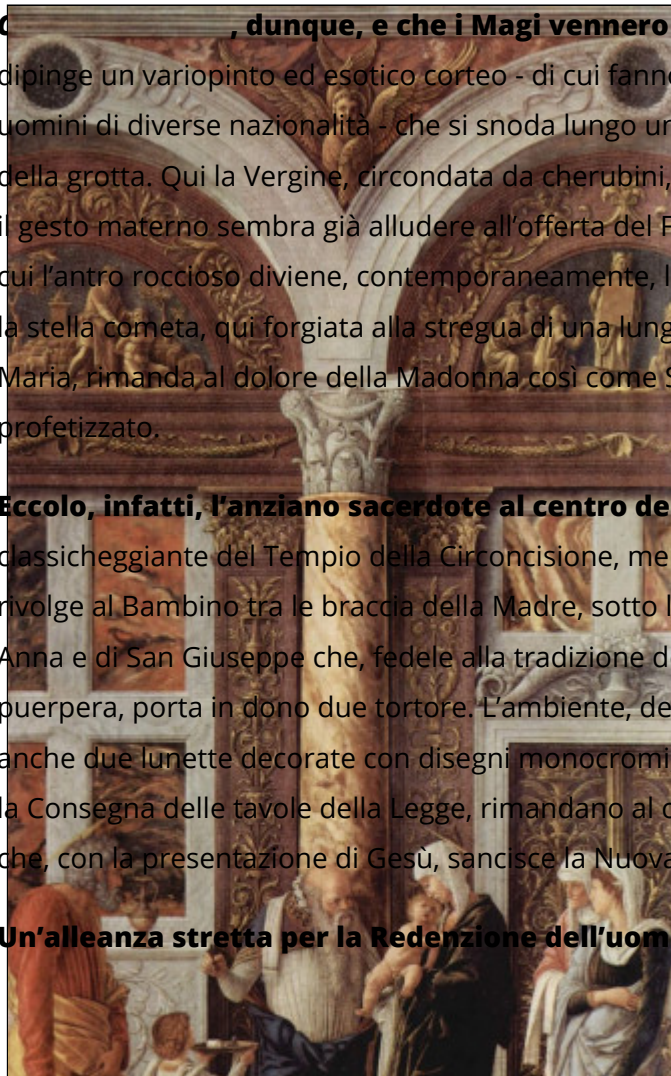 , dunque, e che i Magi vennero
dipinge un variopinto ed esotico corteo - di cui fanno
uomini di diverse nazionalità - che si snoda lungo un
della grotta. Qui la Vergine, circondata da cherubini,
il gesto materno sembra già alludere all’offerta del F
cui l’antro roccioso diviene, contemporaneamente, l
la stella cometa, qui forgiata alla stregua di una lung
Maria, rimanda al dolore della Madonna così come S
profetizzato.
Eccolo, infatti, l’anziano sacerdote al centro de
classicheggiante del Tempio della Circoncisione, me
rivolge al Bambino tra le braccia della Madre, sotto l
Anna e di San Giuseppe che, fedele alla tradizione d
puerpera, porta in dono due tortore. L’ambiente, de
anche due lunette decorate con disegni monocromi
la Consegna delle tavole della Legge, rimandano al c
che, con la presentazione di Gesù, sancisce la Nuova
Un’alleanza stretta per la Redenzione dell’uom